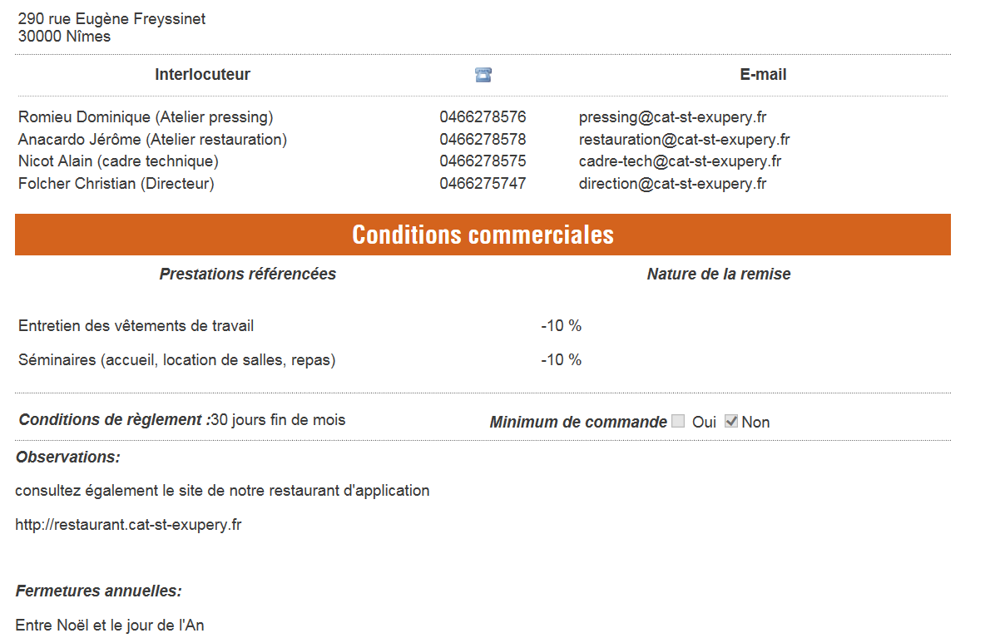 290 rue Eugène Freyssinet
30000 Nîmes
Interlocuteur E-mail
Romieu Dominique (Atelier pressing) 0466278576 pressing@cat-st-exupery.fr
Anacardo Jérôme (Atelier restauration) 0466278578 restauration@cat-st-exupery.fr
Nicot Alain (cadre technique) 0466278575 cadre-tech@cat-st-exupery.fr
Folcher Christian (Directeur) 0466275747 direction@cat-st-exupery.fr
Conditions commerciales
Prestations référencées Nature de la remise
Entretien des vêtements de travail -10 %
Séminaires (accueil, location de salles, repas) -10 %
Conditions de règlement :30 jours fin de mois Minimum de commande Oui Non
Observations:
consultez également le site de notre restaurant d'application
http://restaurant.cat-st-exupery.fr
Fermetures annuelles:
Entre Noël et le jour de l'An